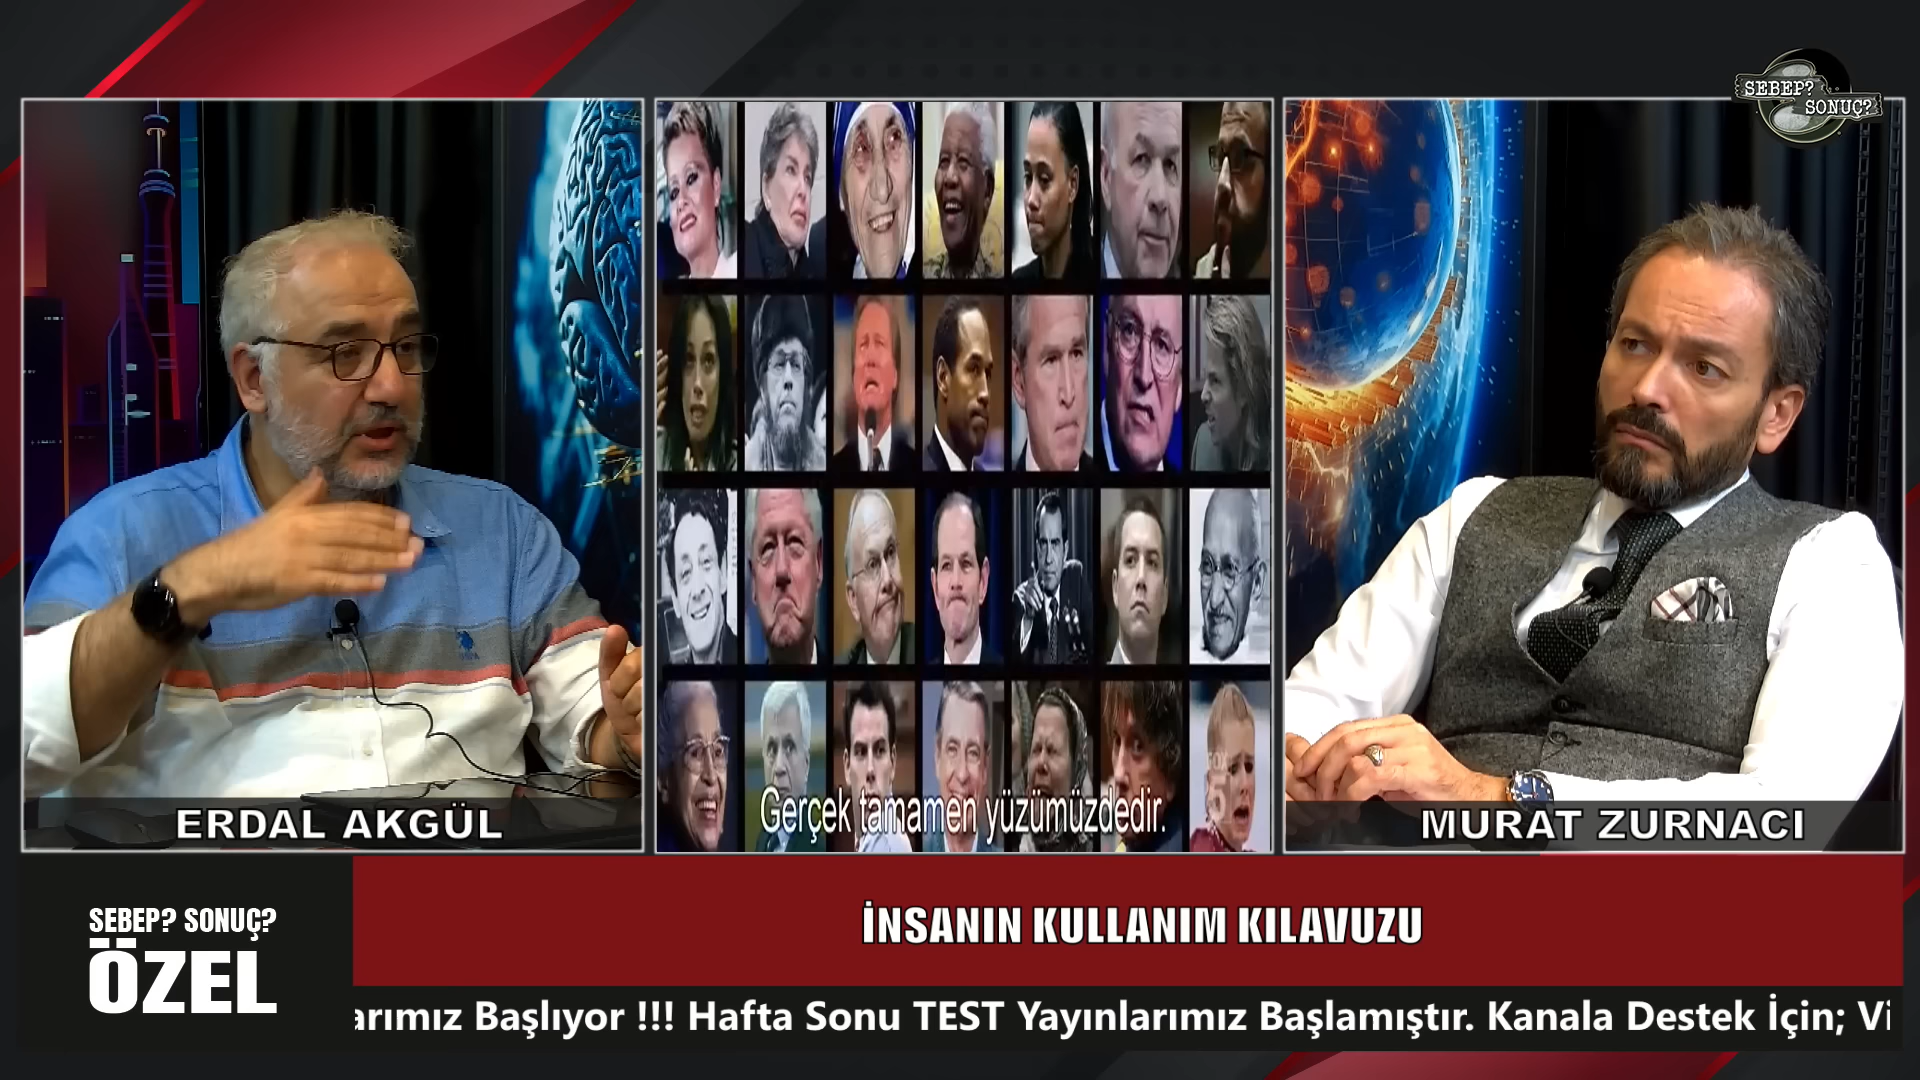 SEBEP?
SONUÇ?
Gerçek tamamen yüzümüzdedir.
ERDAL AKGÜL
MURAT ZURNACI
SEBEP? SONUÇ?
ÖZEL
İNSANIN KULLANIM KILAVUZU
arımız Başlıyor !!! Hafta Sonu TEST Yayınlarımız Başlamıştır. Kanala Destek İçin; Vi